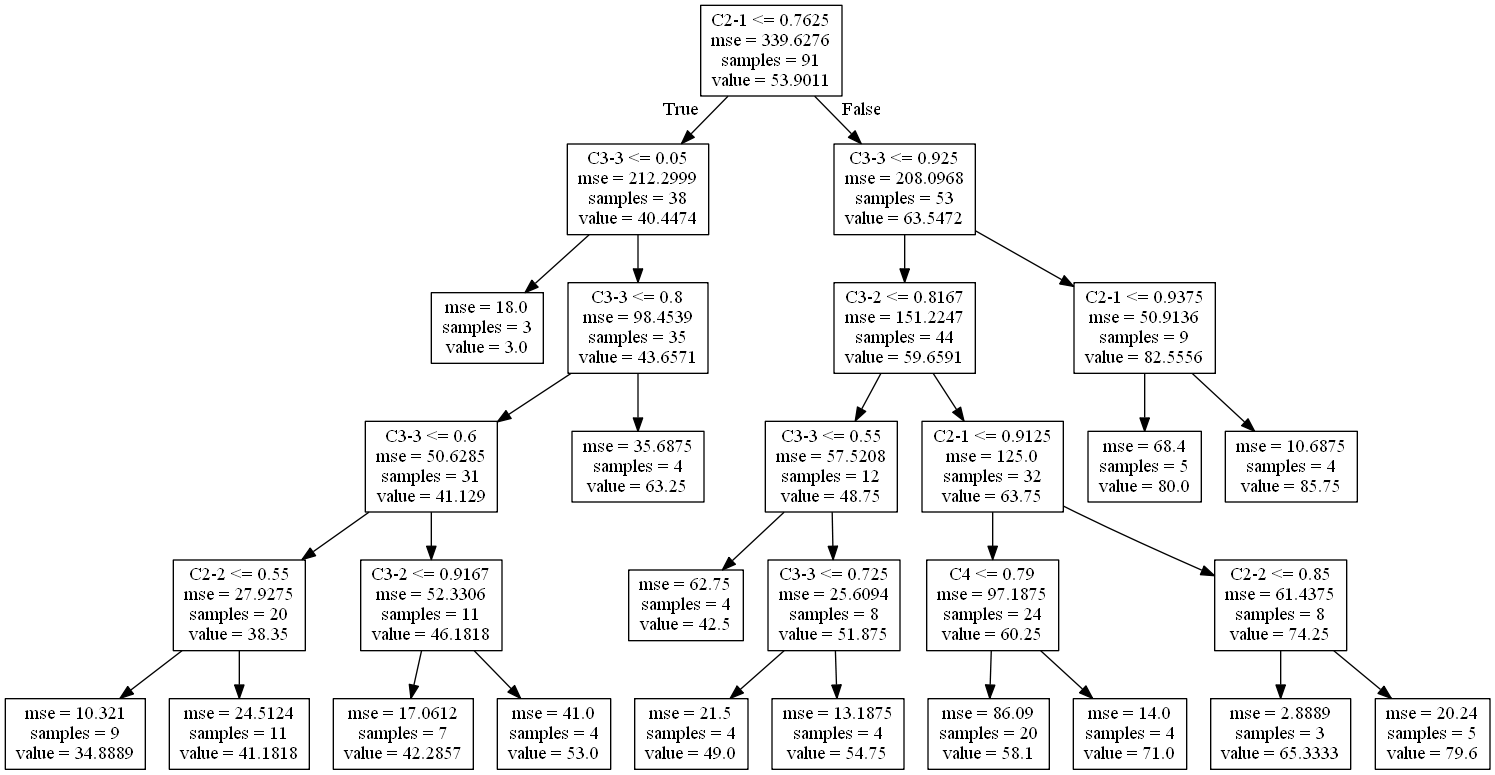 C2-1 <= 0.7625
mse = 339.6276
samples = 91
value = 53.9011
True
False
C3-3 <= 0.05
mse = 212.2999
samples = 38
value = 40.4474
C3-3 <= 0.925
mse = 208.0968
samples = 53
value = 63.5472
mse = 18.0
samples = 3
value = 3.0
C3-3 <= 0.8
mse = 98.4539
samples = 35
value = 43.6571
C3-2 <= 0.8167
mse = 151.2247
samples = 44
value = 59.6591
C2-1 <= 0.9375
mse = 50.9136
samples = 9
value = 82.5556
C3-3 <= 0.6
mse = 50.6285
samples = 31
value = 41.129
mse = 35.6875
samples = 4
value = 63.25
C3-3 <= 0.55
mse = 57.5208
samples = 12
value = 48.75
C2-1 <= 0.9125
mse = 125.0
samples = 32
value = 63.75
mse = 68.4
samples = 5
value = 80.0
mse = 10.6875
samples = 4
value = 85.75
C2-2 <= 0.55
mse = 27.9275
samples = 20
value = 38.35
C3-2 <= 0.9167
mse = 52.3306
samples = 11
value = 46.1818
mse = 62.75
samples = 4
value = 42.5
C3-3 <= 0.725
mse = 25.6094
samples = 8
value = 51.875
C4 <= 0.79
mse = 97.1875
samples = 24
value = 60.25
C2-2 <= 0.85
mse = 61.4375
samples = 8
value = 74.25
mse = 10.321
samples = 9
value = 34.8889
mse = 24.5124
samples = 11
value = 41.1818
mse = 17.0612
samples = 7
value = 42.2857
mse = 41.0
samples = 4
value = 53.0
mse = 21.5
samples = 4
value = 49.0
mse = 13.1875
samples = 4
value = 54.75
mse = 86.09
samples = 20
value = 58.1
mse = 14.0
samples = 4
value = 71.0
mse = 2.8889
samples = 3
value = 65.3333
mse = 20.24
samples = 5
value = 79.6